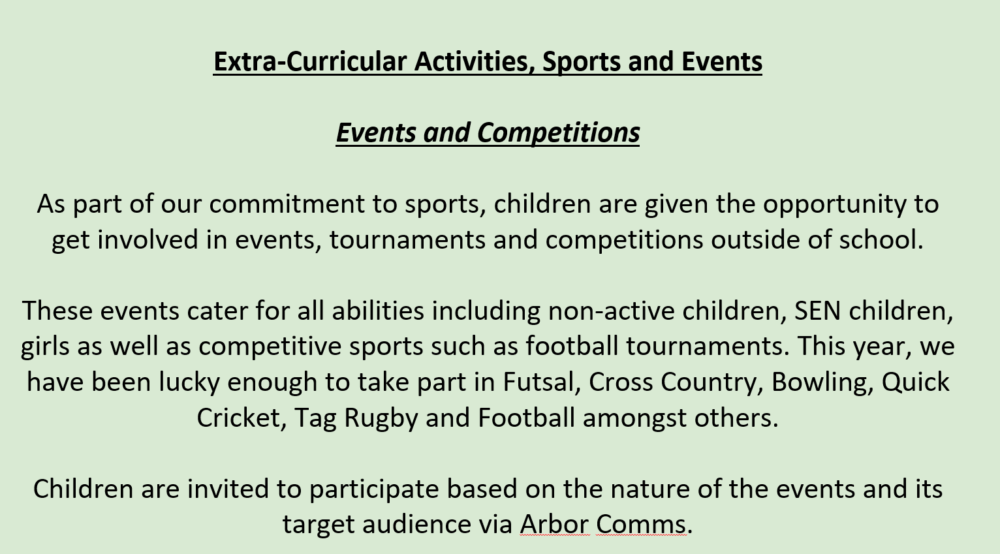 Extra-Curricular Activities, Sports and Events
Events and Competitions
As part of our commitment to sports, children are given the opportunity to
get involved in events, tournaments and competitions outside of school.
These events cater for all abilities including non-active children, SEN children,
girls as well as competitive sports such as football tournaments. This year, we
have been lucky enough to take part in Futsal, Cross Country, Bowling, Quick
Cricket, Tag Rugby and Football amongst others.
Children are invited to participate based on the nature of the events and its
target audience via Arbor Comms.